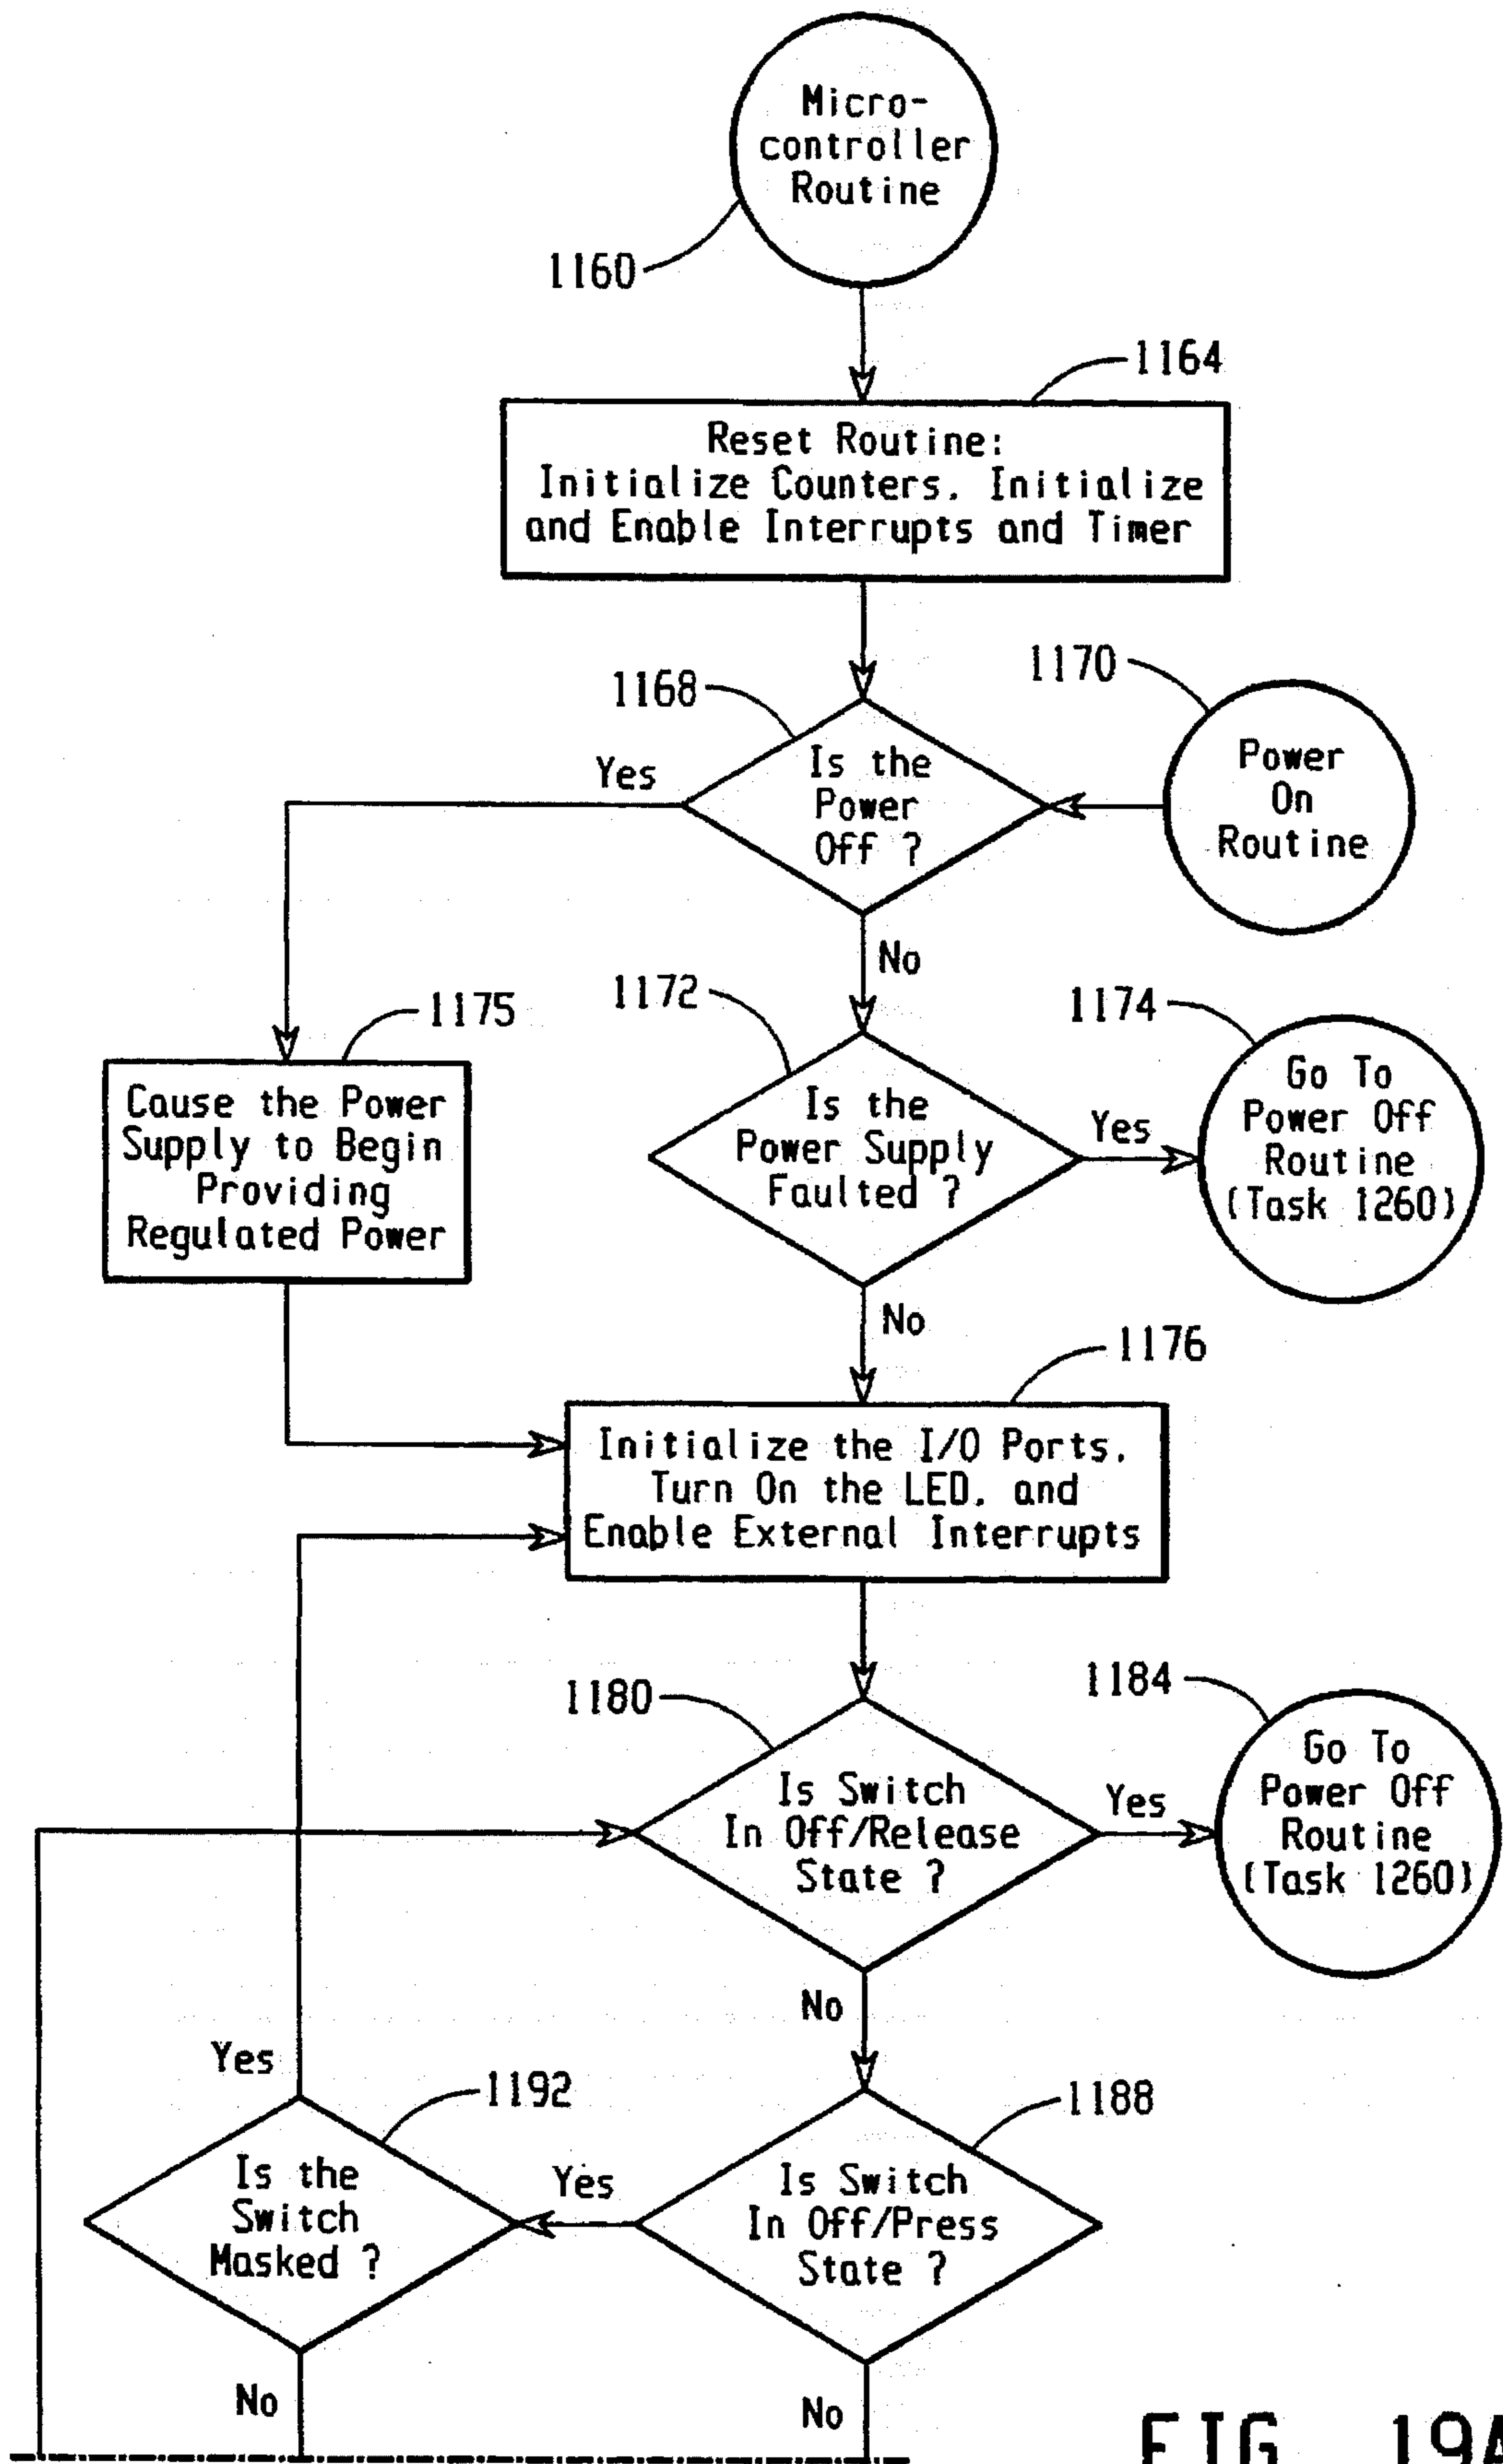 Micro-
controller
Routine
1160
1164
Reset Routine:
Initialize Counters. Initialize
and Enable Interrupts and Timer
1168
1170
Yes
Is the
Power
Off ?
Power
On
Routine
No
1172
1174
1175
Cause the Power
Supply to Begin
Providing
Regulated Power
Is the
Power Supply
Faulted ?
Yes
Go To
Power Off
Routine
(Task 1260)
No
1176
Initialize the I/O Ports.
Turn On the LED. and
Enable External Interrupts
1180
1184
Is Switch
In Off/Release
State ?
Yes
Go To
Power Off
Routine
(Task 1260)
No
Yes
1192
1188
Is the
Switch
Masked ?
Yes
Is Switch
In Off/Press
State ?
No
No
FIG. 19A